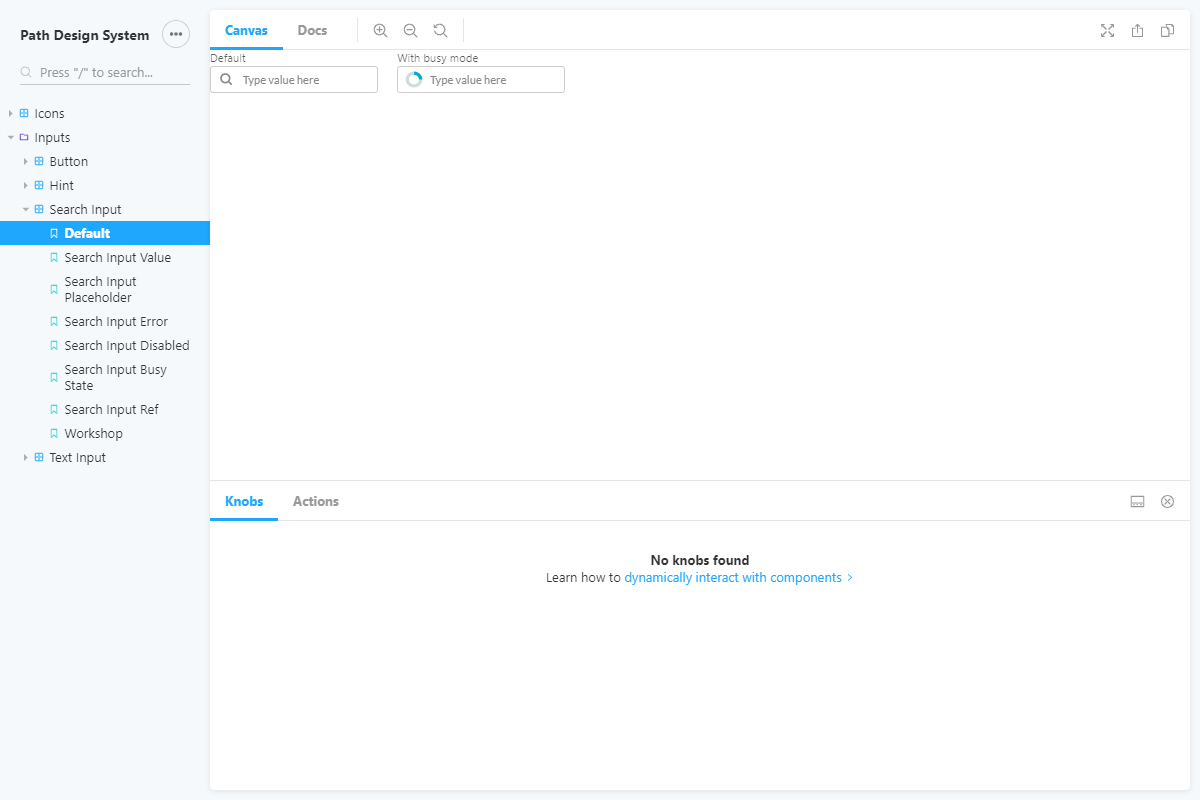 Path Design System
Press "/" to search...
Icons
Inputs
Button
Hint
Search Input
Default
Search Input Value
Search Input
Placeholder
Search Input Error
Search Input Disabled
Search Input Busy
State
Search Input Ref
Workshop
Text Input
Canvas
Docs
Default
With busy mode
Type value here
Type value here
Knobs
Actions
No knobs found
Learn how to dynamically interact with components